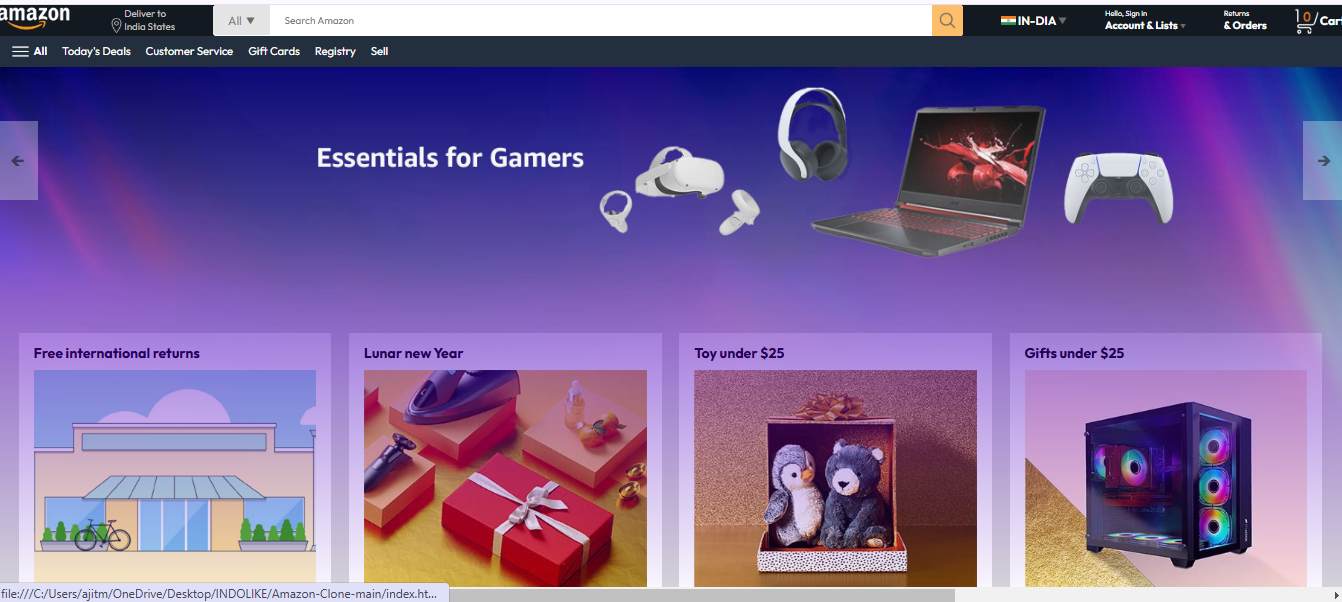 amazon
Deliver to
India States
All ▼
Search Amazon
IN-DIA
Hello, Sign in
Account & Lists
Returns
& Orders
0
Cart
All
Today's Deals
Customer Service
Gift Cards
Registry
Sell
Essentials for Gamers
Free international returns
Lunar new Year
Toy under $25
Gifts under $25
file:///C:/Users/ajitm/OneDrive/Desktop/INDOLIKE/Amazon-Clone-main/index.ht...